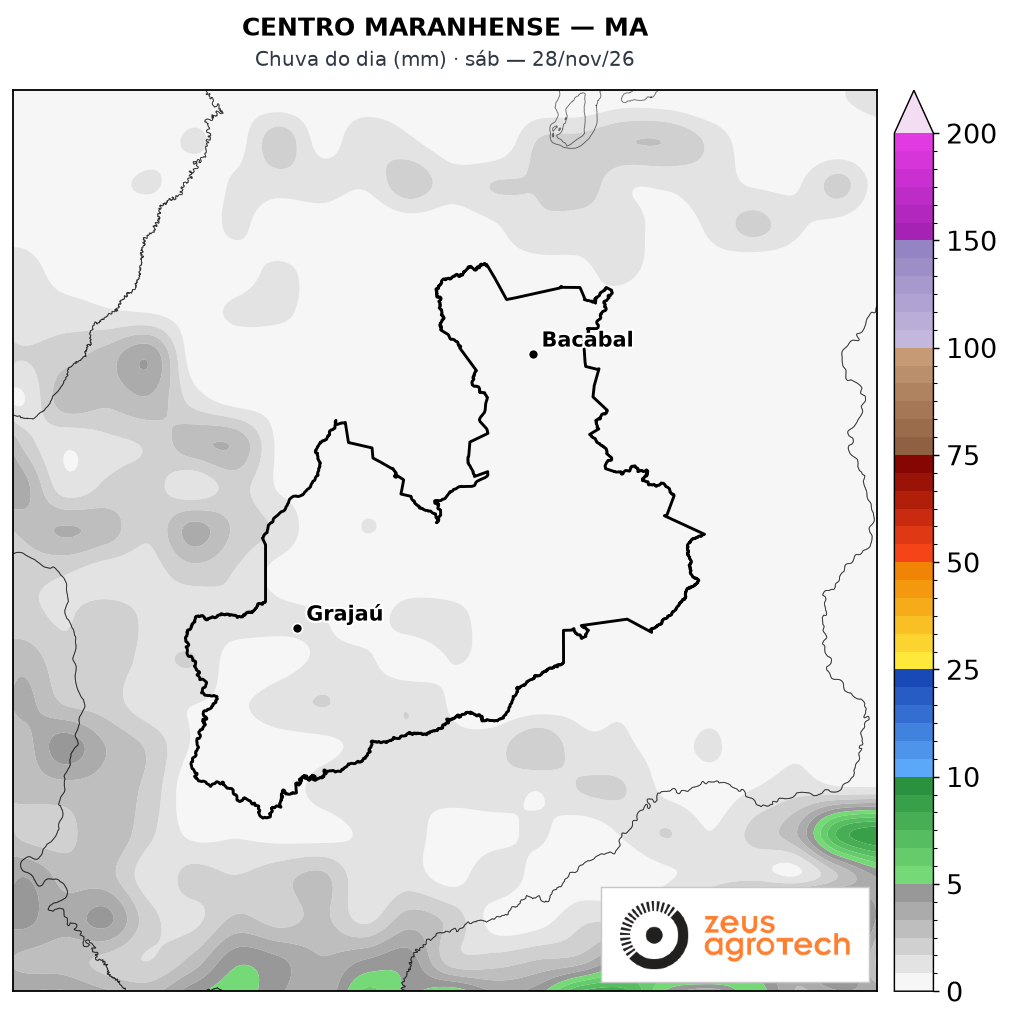 CENTRO MARANHENSE — MA
Chuva do dia (mm) · sáb — 28/nov/26
200
150
100
75
50
25
10
5
0
Bacabal
Grajaú
zeus
agrotech